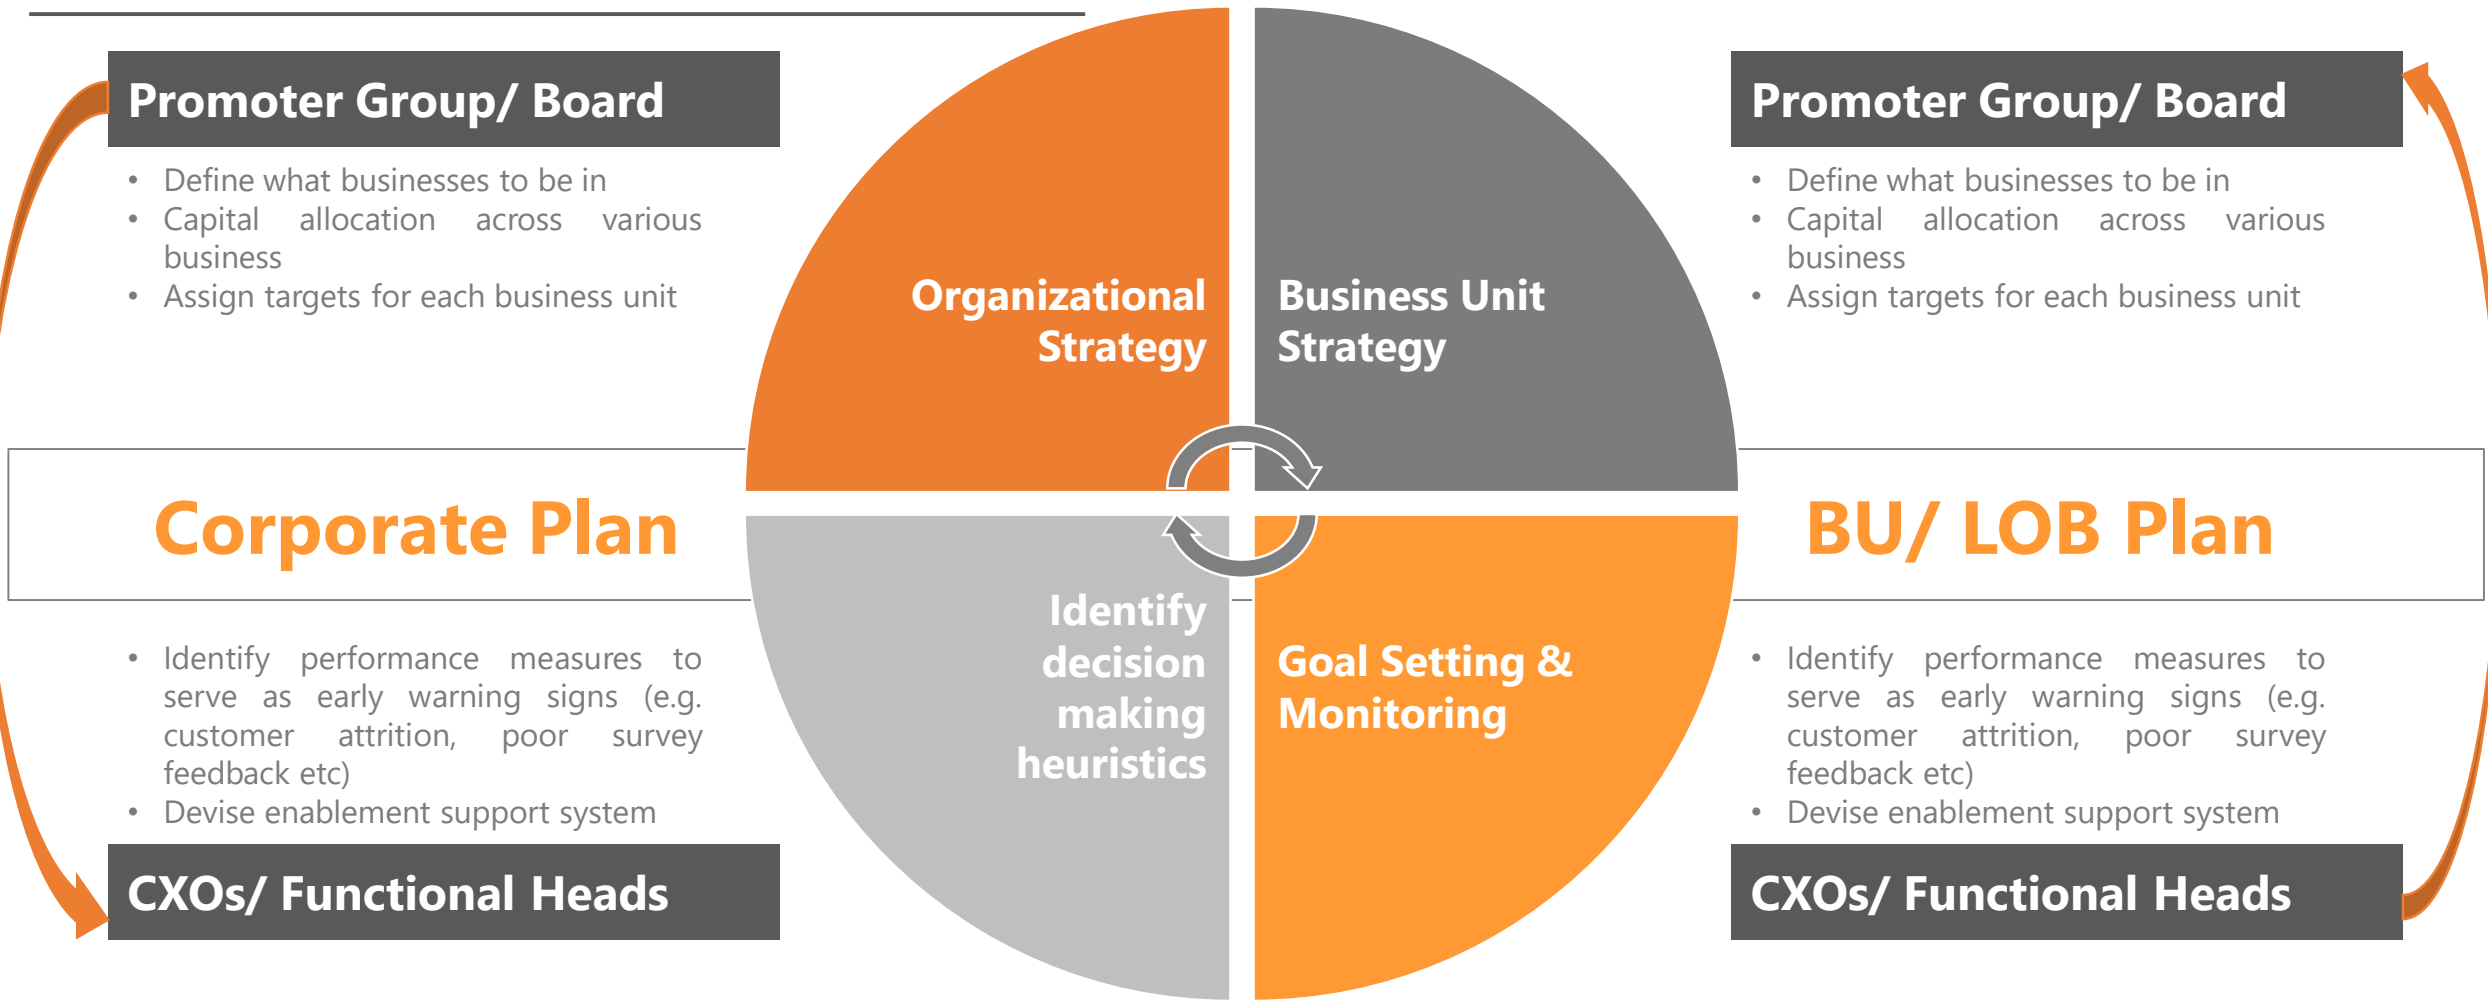 Promoter Group/ Board
• Define what businesses to be in
• Capital allocation across various
business
• Assign targets for each business unit
Corporate Plan
• Identify performance measures to
serve as early warning signs (e.g.
customer attrition, poor survey
feedback etc)
• Devise enablement support system
CXOs/ Functional Heads
Organizational
Strategy
Business Unit
Strategy
Identify
decision
making
heuristics
Goal Setting &
Monitoring
Promoter Group/ Board
• Define what businesses to be in
• Capital allocation across various
business
• Assign targets for each business unit
BU/ LOB Plan
• Identify performance measures to
serve as early warning signs (e.g.
customer attrition, poor survey
feedback etc)
• Devise enablement support system
CXOs/ Functional Heads